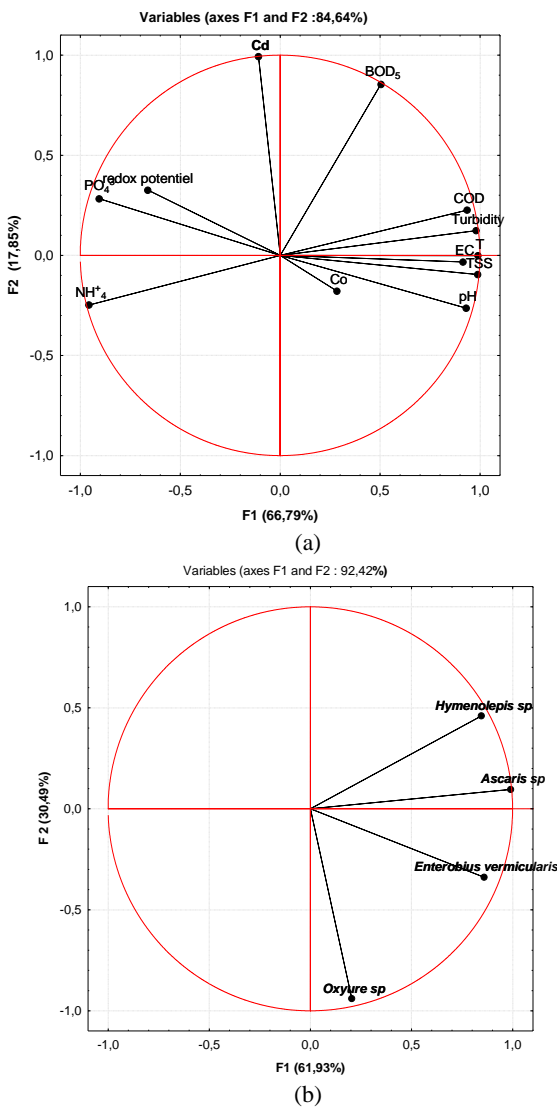 Variables (axes F1 and F2 :84,64%)
1,0
Cd
BOD₅
0,5
redox potentiel
PO₄³
COD
Turbidity
T
0,0
EC
TSS
Co
NH⁺₄
pH
-0,5
-1,0
F2 (17,85%)
-1,0 -0,5 0,0 0,5 1,0
F1 (66,79%)
(a)
Variables (axes F1 and F2 : 92,42%)
1,0
0,5
Hymenolepis sp
Ascaris sp
0,0
Enterobius vermicularis
-0,5
Oxyure sp
-1,0
F 2 (30,49%)
-1,0 -0,5 0,0 0,5 1,0
F1 (61,93%)
(b)